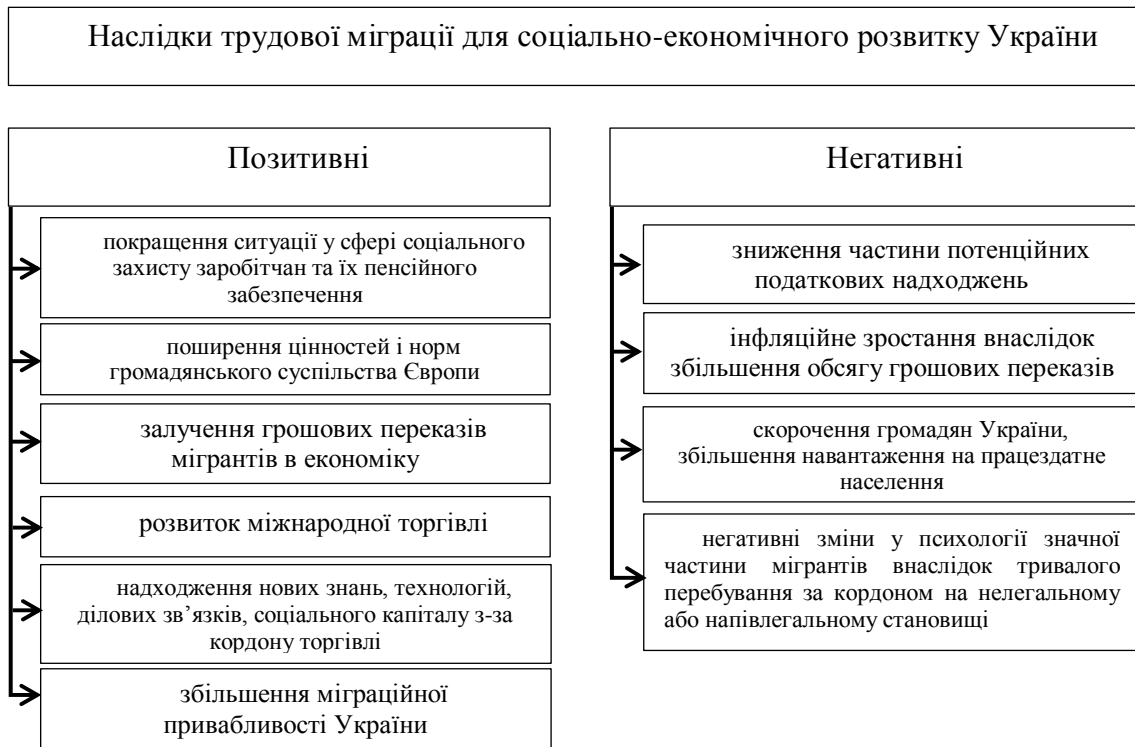 Наслідки трудової міграції для соціально-економічного розвитку України
Позитивні
покращення ситуації у сфері соціального
захисту заробітчан та їх пенсійного
забезпечення
поширення цінностей і норм
громадянського суспільства Європи
залучення грошових переказів
мігрантів в економіку
розвиток міжнародної торгівлі
надходження нових знань, технологій,
ділових зв’язків, соціального капіталу з-за
кордону торгівлі
збільшення міграційної
привабливості України
Негативні
зниження частини потенційних
податкових надходжень
інфляційне зростання внаслідок
збільшення обсягу грошових переказів
скорочення громадян України,
збільшення навантаження на працездатне
населення
негативні зміни у психології значної
частини мігрантів внаслідок тривалого
перебування за кордоном на нелегальному
або напівлегальному становищі